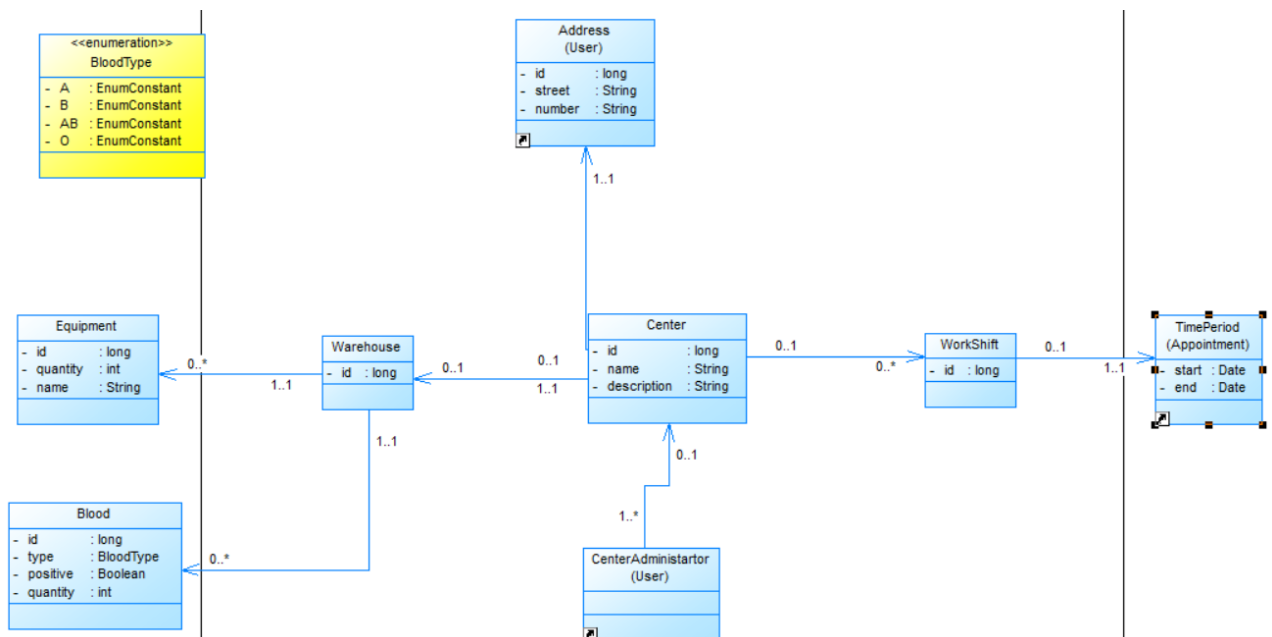 <<enumeration>>
BloodType
- A : EnumConstant
- B : EnumConstant
- AB : EnumConstant
- O : EnumConstant
Address
(User)
- id : long
- street : String
- number : String
1..1
Equipment
- id : long
- quantity : int
- name : String
0..*
1..1
Warehouse
- id : long
0..1
0..1
1..1
Center
- id : long
- name : String
- description : String
0..1
0..*
WorkShift
- id : long
0..1
1..1
TimePeriod
(Appointment)
- start : Date
- end : Date
1..1
0..1
Blood
- id : long
- type : BloodType
- positive : Boolean
- quantity : int
0..*
1..*
CenterAdministartor
(User)